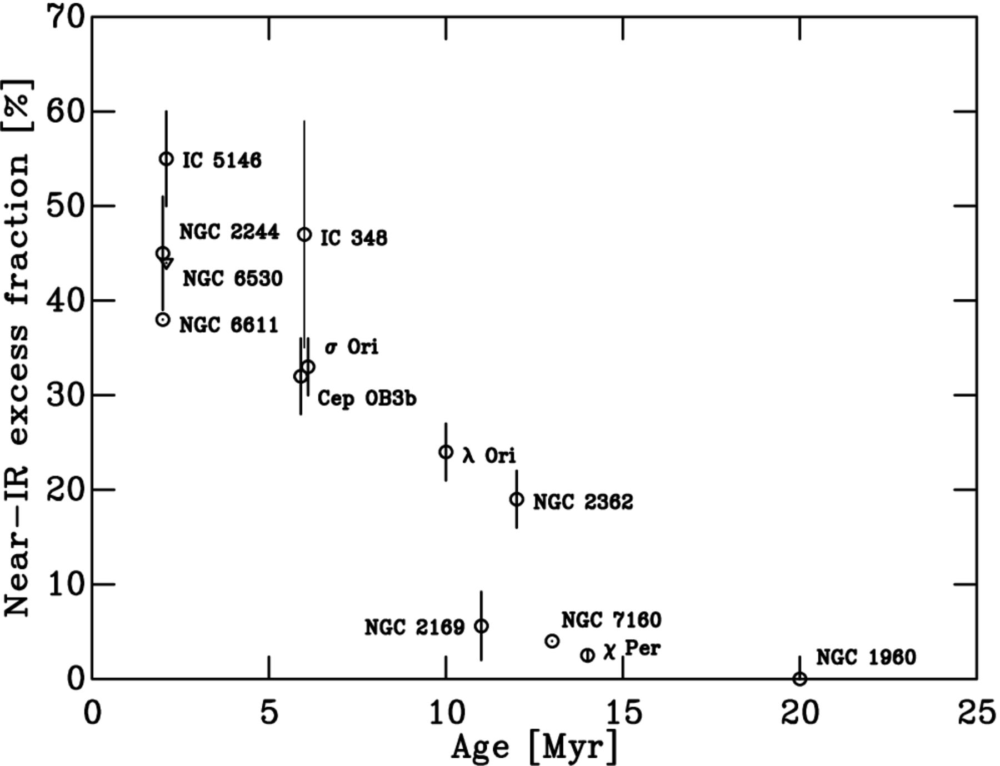 70
60
50
40
30
20
10
0
Near-IR excess fraction [%]
IC 5146
NGC 2244
IC 348
NGC 6530
NGC 6611
σ Ori
Cep OB3b
λ Ori
NGC 2362
NGC 2169
NGC 7160
χ Per
NGC 1960
0 5 10 15 20 25
Age [Myr]